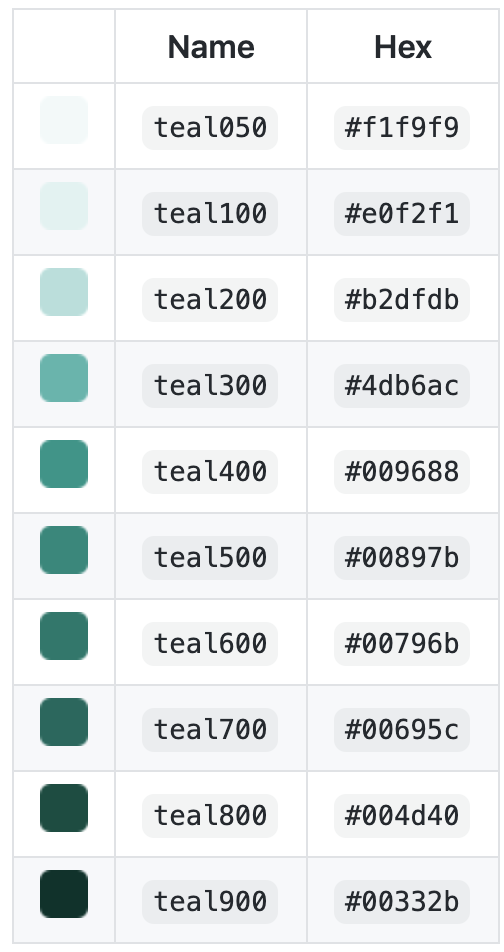 Name Hex
teal050 #f1f9f9
teal100 #e0f2f1
teal200 #b2dfdb
teal300 #4db6ac
teal400 #009688
teal500 #00897b
teal600 #00796b
teal700 #00695c
teal800 #004d40
teal900 #00332b